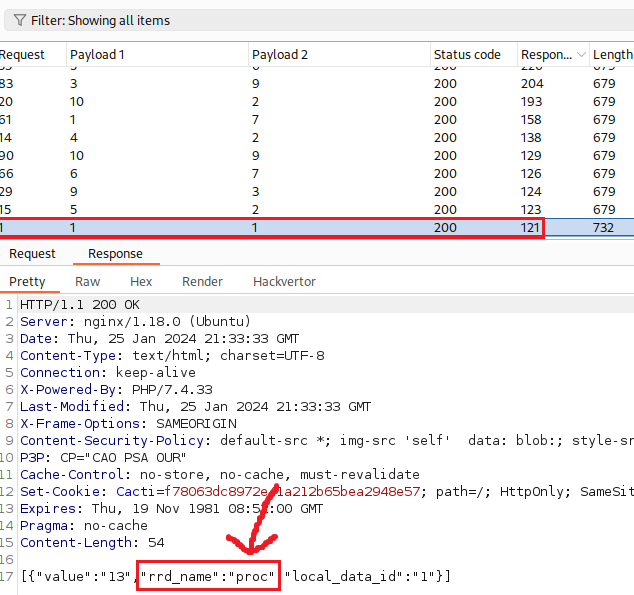 Filter: Showing all items
Request Payload 1 Payload 2 Status code Respon... Length
83 3 9 200 204 679
20 10 2 200 193 679
61 1 7 200 158 679
14 4 2 200 138 679
90 10 9 200 129 679
66 6 7 200 126 679
29 9 3 200 124 679
15 5 2 200 123 679
1 1 1 200 121 732
Request Response
Pretty Raw Hex Render Hackvertor
1 HTTP/1.1 200 OK
2 Server: nginx/1.18.0 (Ubuntu)
3 Date: Thu, 25 Jan 2024 21:33:33 GMT
4 Content-Type: text/html; charset=UTF-8
5 Connection: keep-alive
6 X-Powered-By: PHP/7.4.33
7 Last-Modified: Thu, 25 Jan 2024 21:33:33 GMT
8 X-Frame-Options: SAMEORIGIN
9 Content-Security-Policy: default-src *; img-src 'self' data: blob:; style-sr
10 P3P: CP="CAO PSA OUR"
11 Cache-Control: no-store, no-cache, must-revalidate
12 Set-Cookie: path=/; HttpOnly; SameSit
13 Expires: Thu, 19 Nov 1981 GMT
14 Pragma: no-cache
15 Content-Length: 54
16
17 [{"value":"13","rrd_name":"proc" "local_data_id":"1"}]